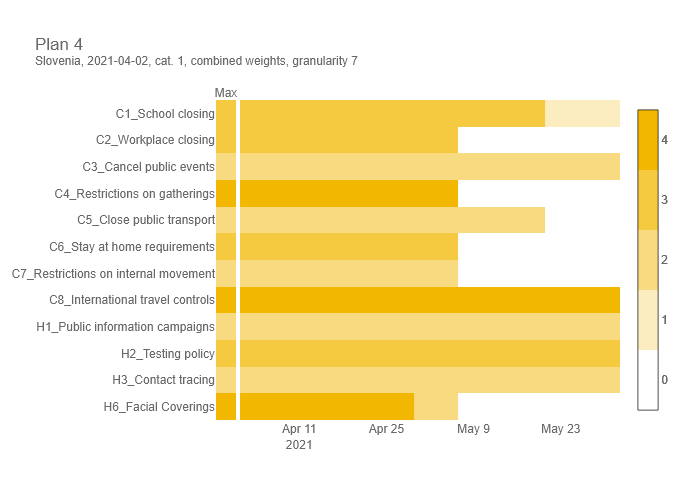 Plan 4
Slovenia, 2021-04-02, cat. 1, combined weights, granularity 7
Max
C1_School closing
C2_Workplace closing
C3_Cancel public events
C4_Restrictions on gatherings
C5_Close public transport
C6_Stay at home requirements
C7_Restrictions on internal movement
C8_International travel controls
H1_Public information campaigns
H2_Testing policy
H3_Contact tracing
H6_Facial Coverings
Apr 11 Apr 25 May 9 May 23
2021
4
3
2
1
0